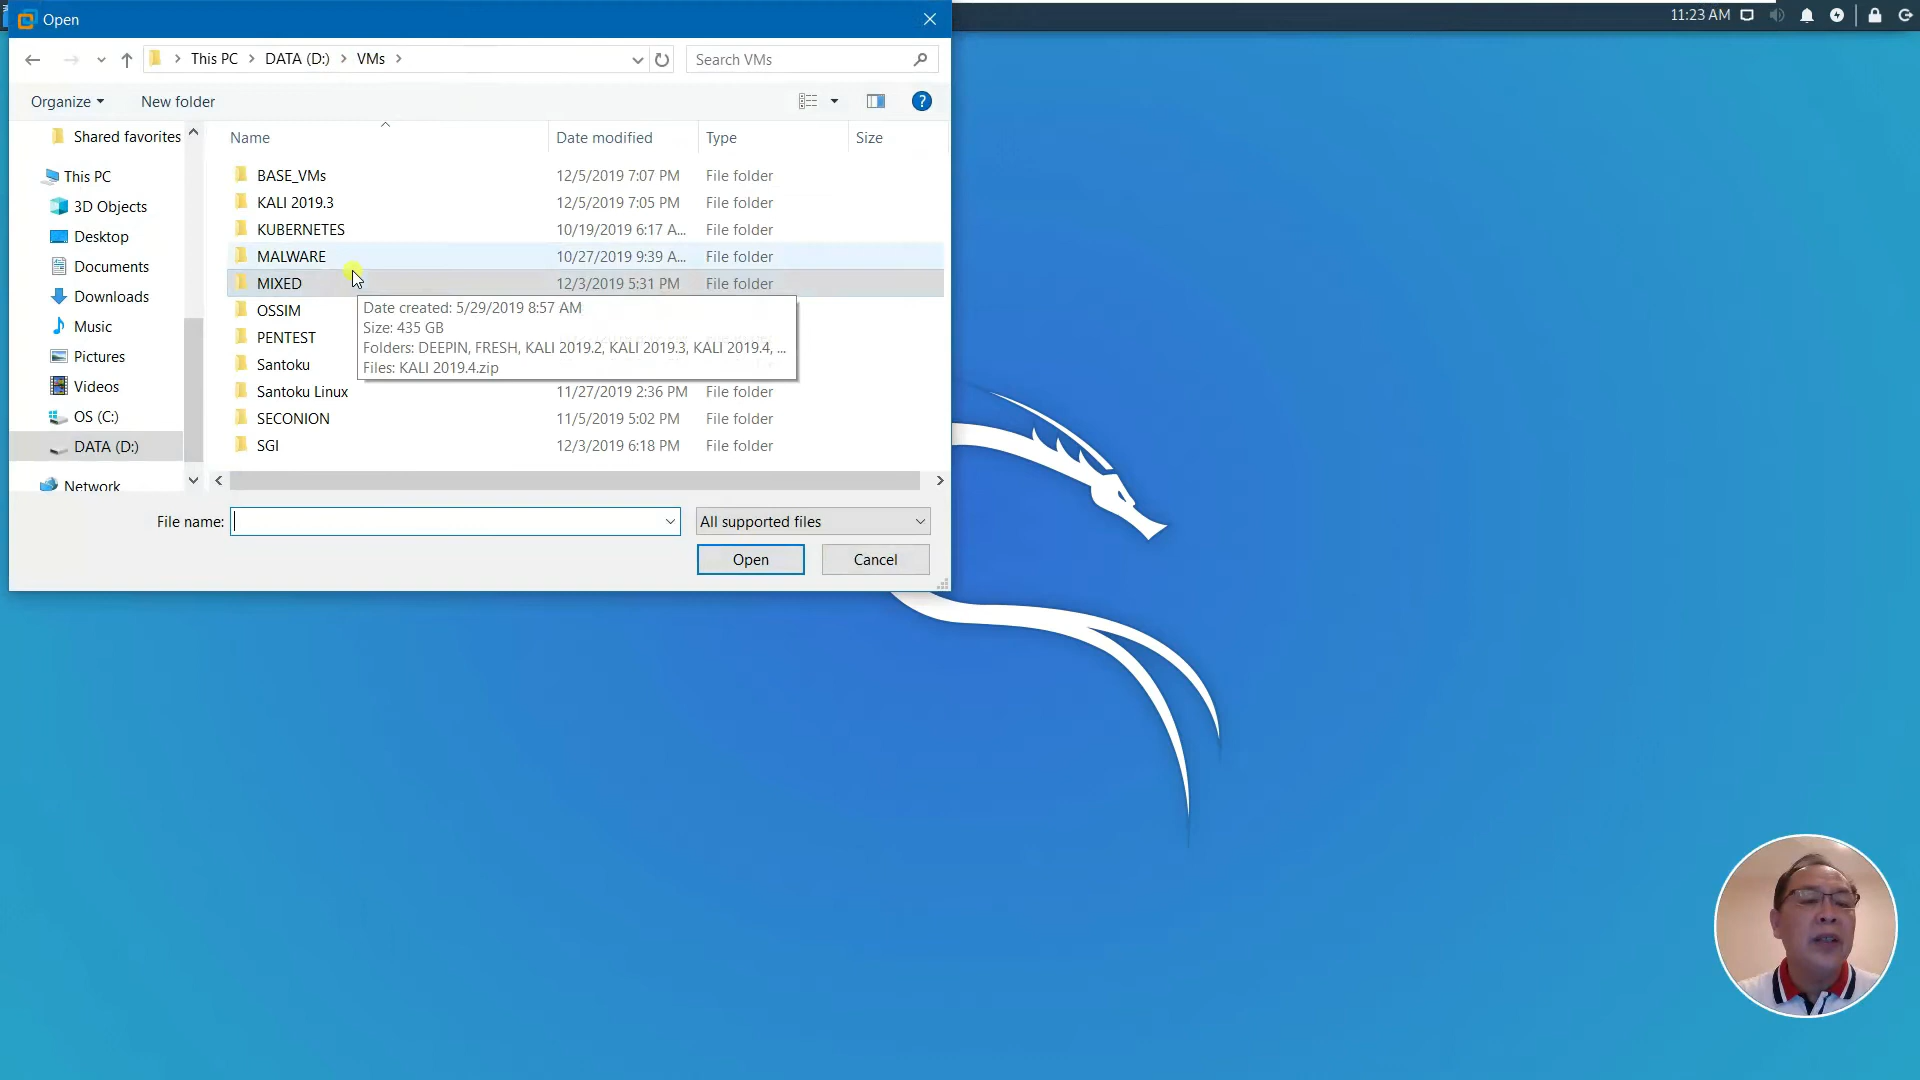 Open
11:23 AM
This PC > DATA (D:) > VMs >
Search VMs
Organize
New folder
?
Shared favorites
This PC
3D Objects
Desktop
Documents
Downloads
Music
Pictures
Videos
OS (C:)
DATA (D:)
Network
Name Date modified Type Size
BASE_VMs 12/5/2019 7:07 PM File folder
KALI 2019.3 12/5/2019 7:05 PM File folder
KUBERNETES 10/19/2019 6:17 A... File folder
MALWARE 10/27/2019 9:39 A... File folder
MIXED 12/3/2019 5:31 PM File folder
OSSIM
PENTEST
Santoku
Santoku Linux 11/27/2019 2:36 PM File folder
SECONION 11/5/2019 5:02 PM File folder
SGI 12/3/2019 6:18 PM File folder
Date created: 5/29/2019 8:57 AM
Size: 435 GB
Folders: DEEPIN, FRESH, KALI 2019.2, KALI 2019.3, KALI 2019.4, ...
Files: KALI 2019.4.zip
File name:
All supported files
Open
Cancel